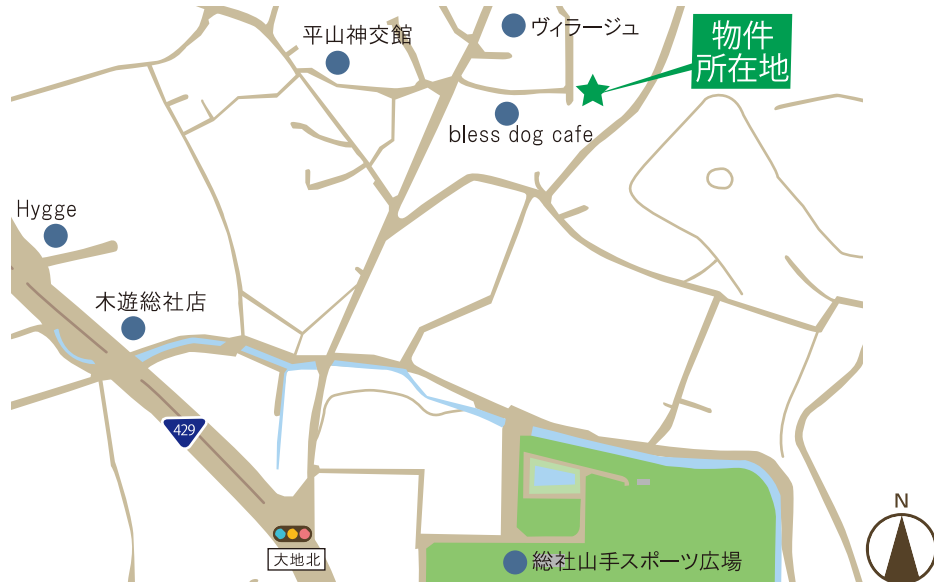 平山神交館
ヴィラージュ
物件
所在地
bless dog cafe
Hygge
木遊総社店
429
大地北
総社山手スポーツ広場
N